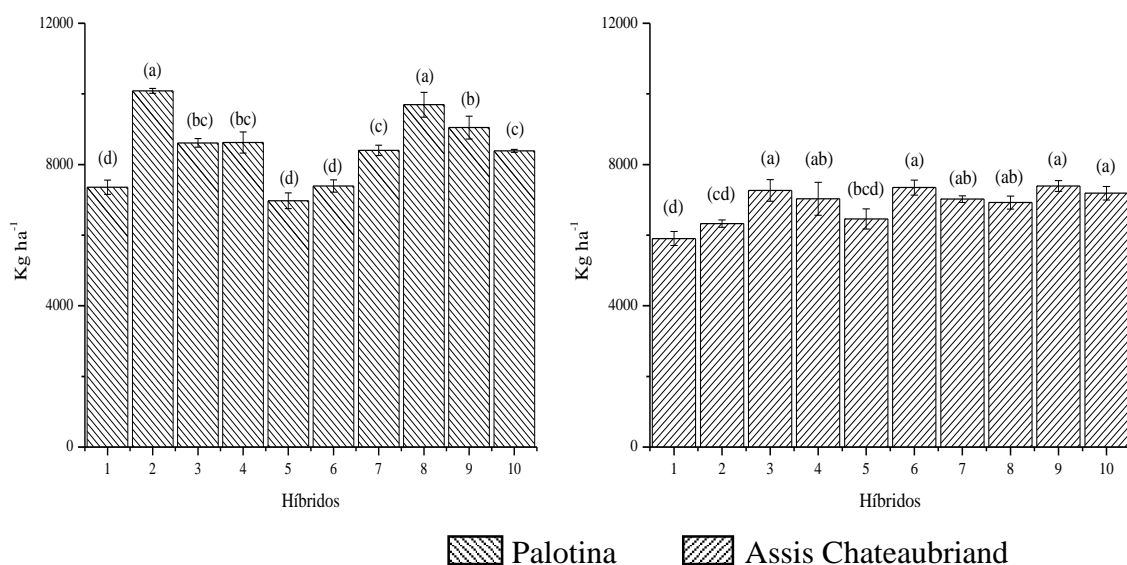 12000
(a)
(a)
(b)
(bc)
(bc)
(c)
(c)
8000
(d)
(d)
(d)
Kg ha⁻¹
4000
0
1 2 3 4 5 6 7 8 9 10
Híbridos
12000
8000
(a)
(ab)
(a)
(ab)
(ab)
(a)
(a)
(bcd)
(cd)
(d)
Kg ha⁻¹
4000
0
1 2 3 4 5 6 7 8 9 10
Híbridos
Palotina Assis Chateaubriand